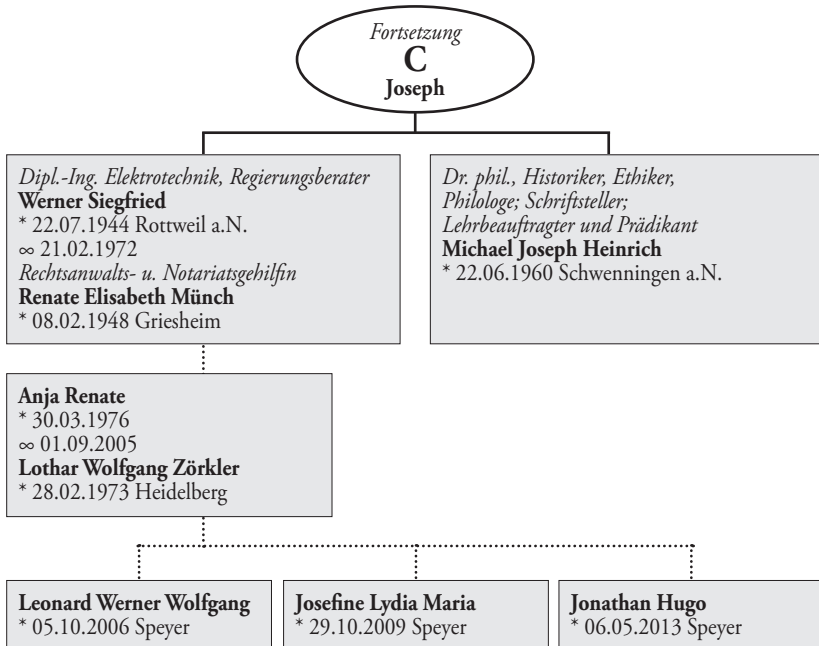 Fortsetzung
C
Joseph
Dipl.-Ing. Elektrotechnik, Regierungsberater
Werner Siegfried
* 22.07.1944 Rottweil a.N.
∞ 21.02.1972
Rechtsanwalts- u. Notariatsgehilfin
Renate Elisabeth Münch
* 08.02.1948 Griesheim
Dr. phil., Historiker, Ethiker,
Philologe; Schriftsteller;
Lehrbeauftragter und Prädikant
Michael Joseph Heinrich
* 22.06.1960 Schwenningen a.N.
Anja Renate
* 30.03.1976
∞ 01.09.2005
Lothar Wolfgang Zörkler
* 28.02.1973 Heidelberg
Leonard Werner Wolfgang
* 05.10.2006 Speyer
Josefine Lydia Maria
* 29.10.2009 Speyer
Jonathan Hugo
* 06.05.2013 Speyer